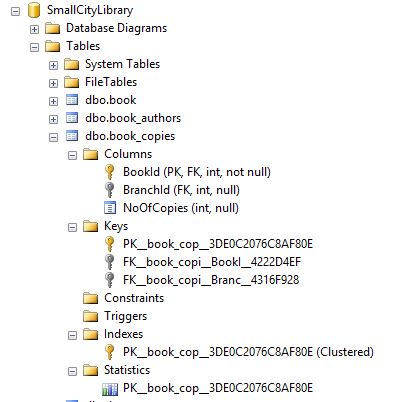 SmallCityLibrary
Database Diagrams
Tables
System Tables
FileTables
dbo.book
dbo.book_authors
dbo.book_copies
Columns
BookId (PK, FK, int, not null)
BranchId (FK, int, null)
NoOfCopies (int, null)
Keys
PK__book_cop__3DE0C2076C8AF80E
FK__book_copi__BookI__4222D4EF
FK__book_copi__Branc__4316F928
Constraints
Triggers
Indexes
PK__book_cop__3DE0C2076C8AF80E (Clustered)
Statistics
PK__book_cop__3DE0C2076C8AF80E